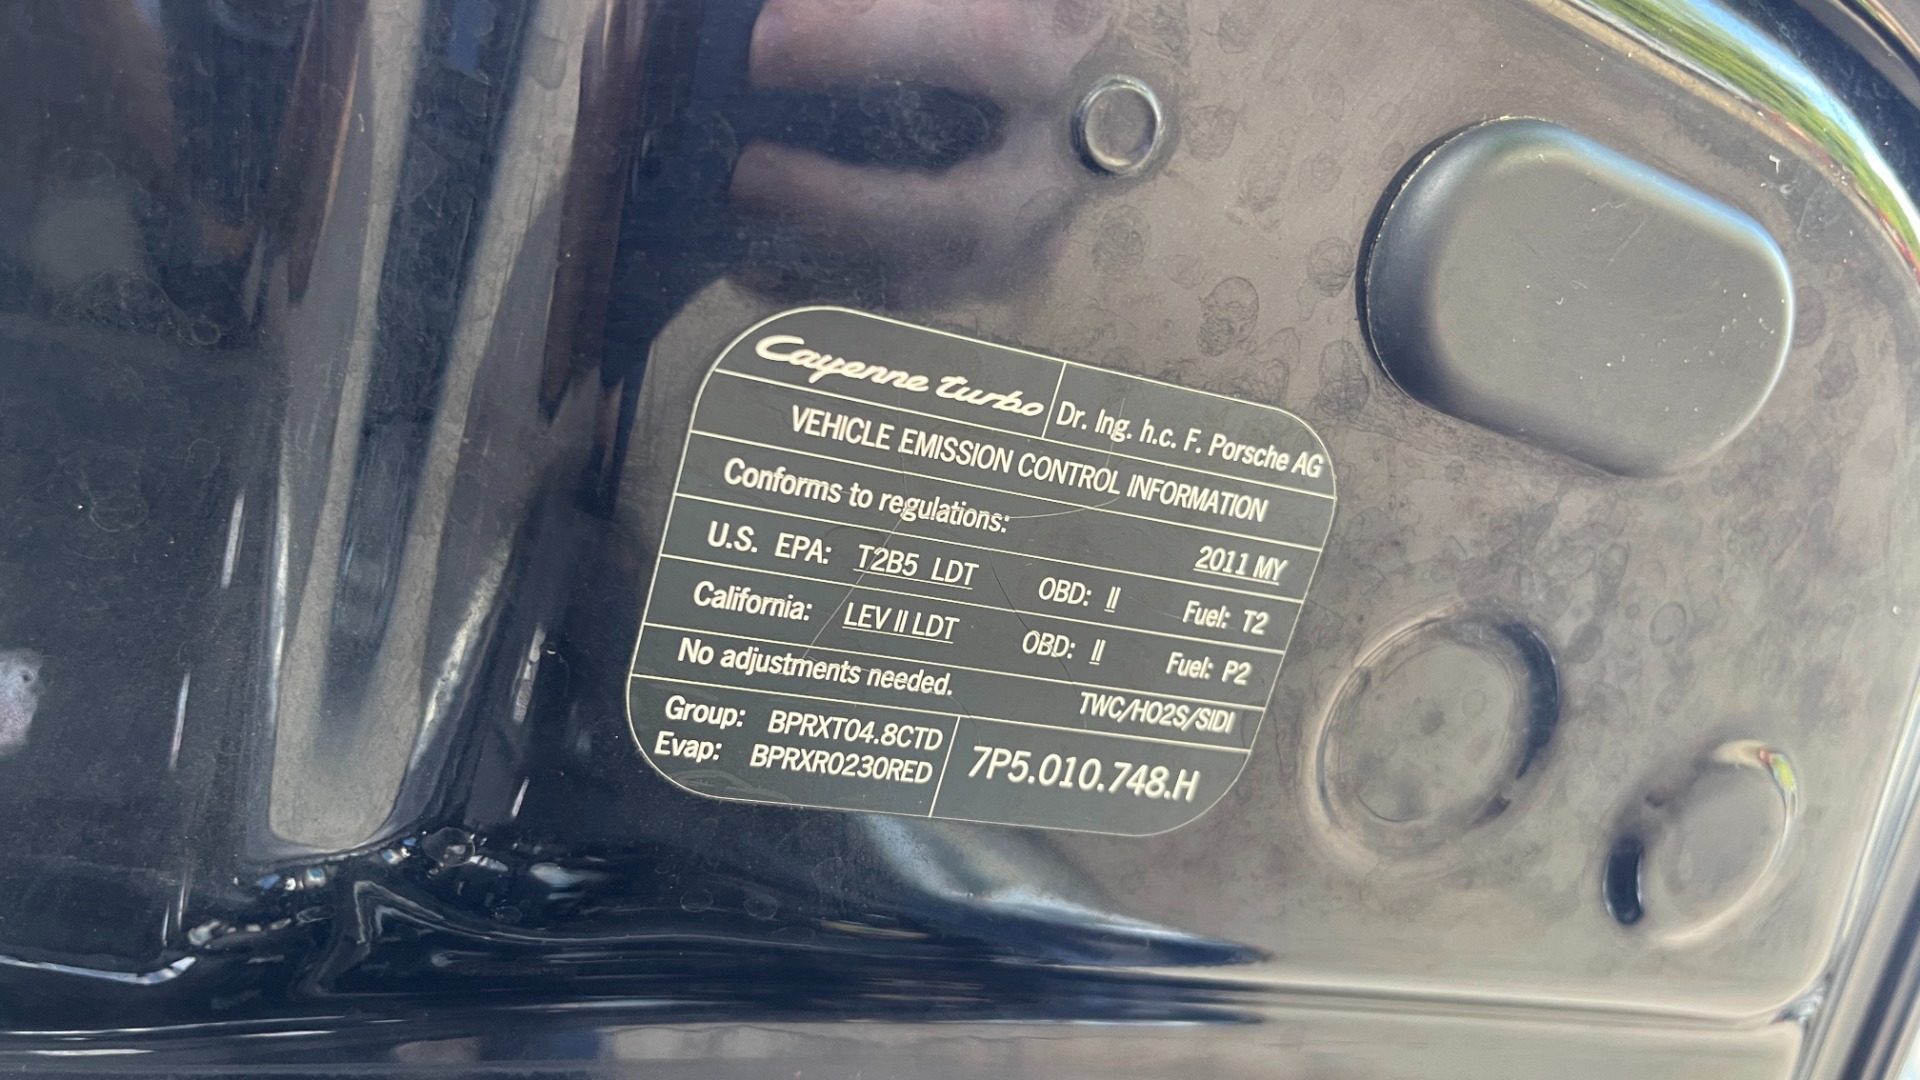 Cayenne turbo Dr. Ing. h.c. F. Porsche AG
VEHICLE EMISSION CONTROL INFORMATION
Conforms to regulations: 2011 MY
U.S. EPA: T2B5 LDT OBD: II Fuel: T2
California: LEV II LDT OBD: II Fuel: P2
No adjustments needed. TWC/HO2S/SIDI
Group: BPRXT04.8CTD
Evap: BPRXR0230RED
7P5.010.748.H